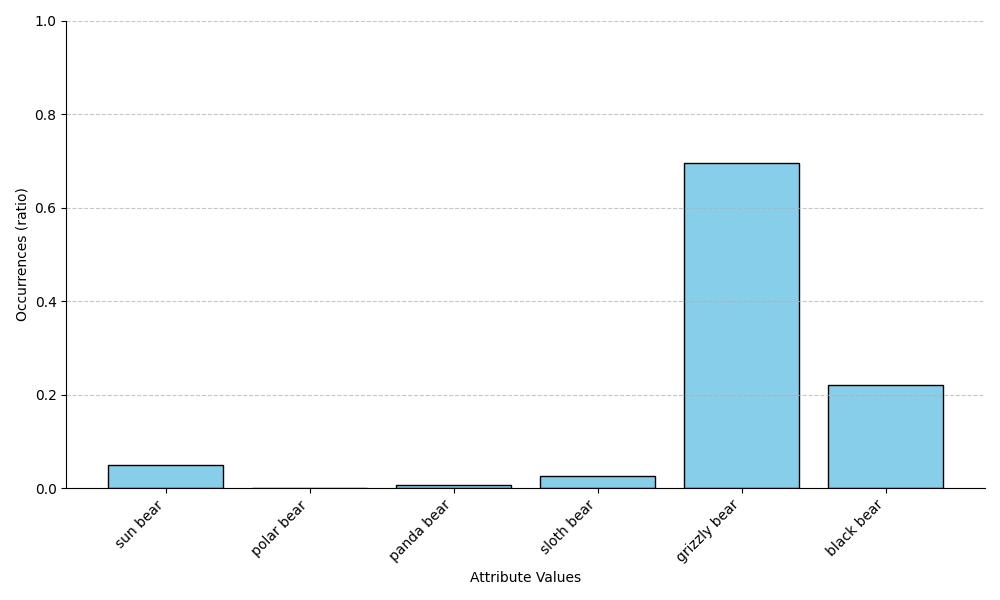 1.0
0.8
0.6
0.4
0.2
0.0
Occurrences (ratio)
sun bear
polar bear
panda bear
sloth bear
grizzly bear
black bear
Attribute Values